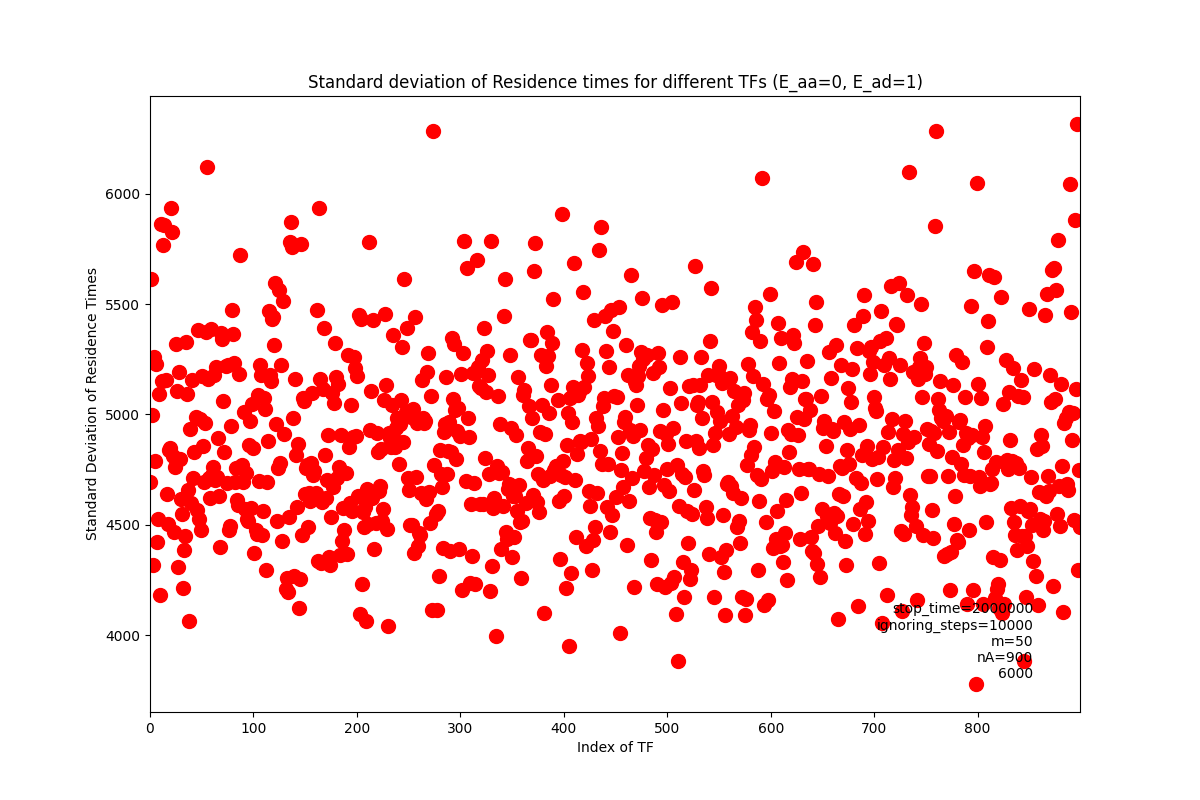 Standard deviation of Residence times for different TFs (E_aa=0, E_ad=1)
Standard Deviation of Residence Times
6000
5500
5000
4500
4000
stop_time=2000000
ignoring_steps=10000
m=50
nA=900
6000
0 100 200 300 400 500 600 700 800
Index of TF